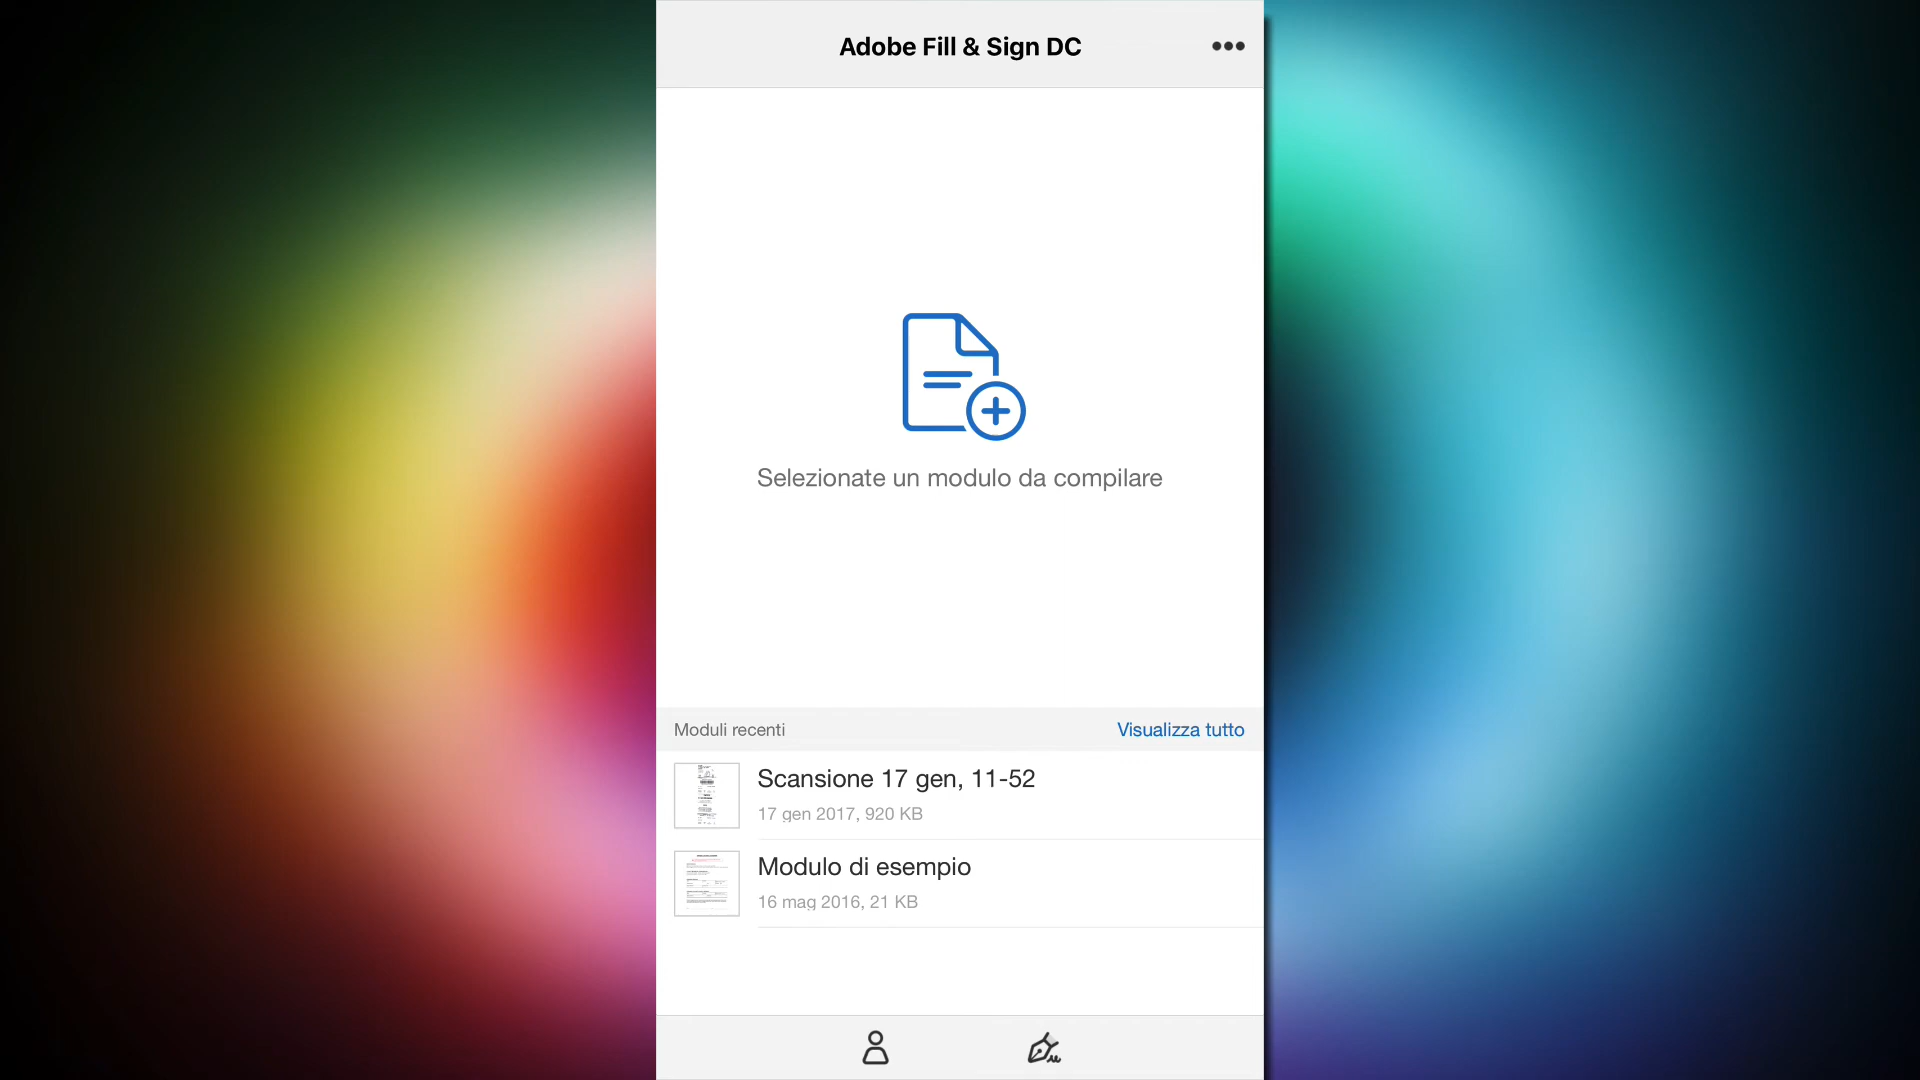 Adobe Fill & Sign DC
Selezionate un modulo da compilare
Moduli recenti
Visualizza tutto
Scansione 17 gen, 11-52
17 gen 2017, 920 KB
Modulo di esempio
16 mag 2016, 21 KB